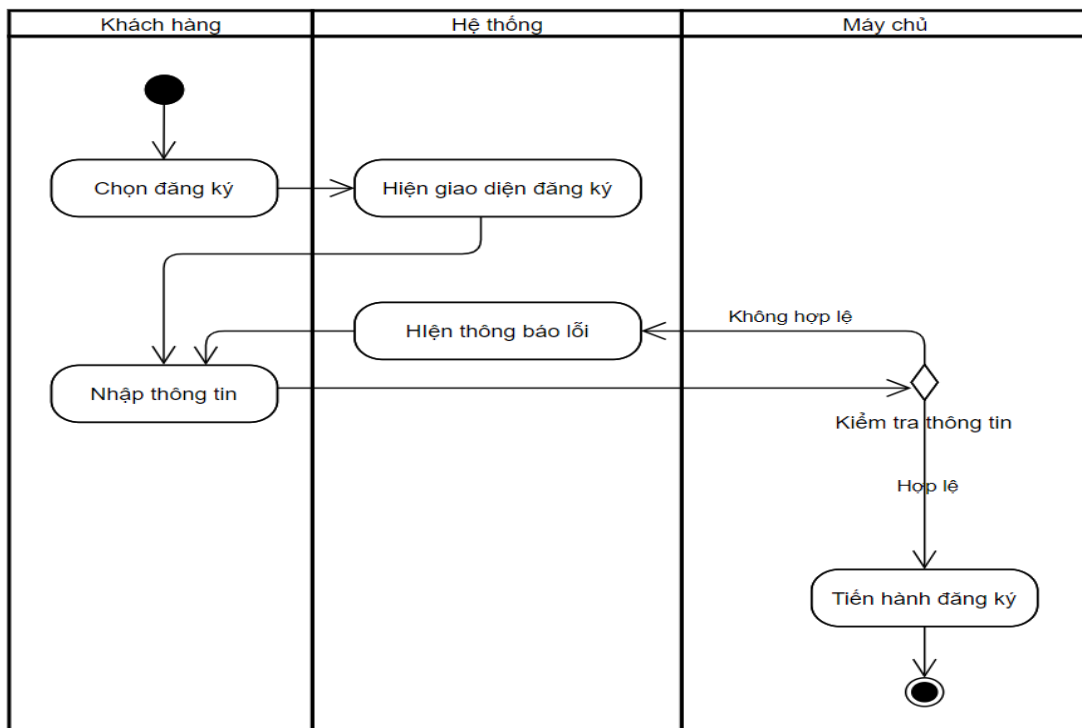 Khách hàng
Hệ thống
Máy chủ
Chọn đăng ký
Hiện giao diện đăng ký
HIện thông báo lỗi
Không hợp lệ
Nhập thông tin
Kiểm tra thông tin
Hợp lệ
Tiến hành đăng ký